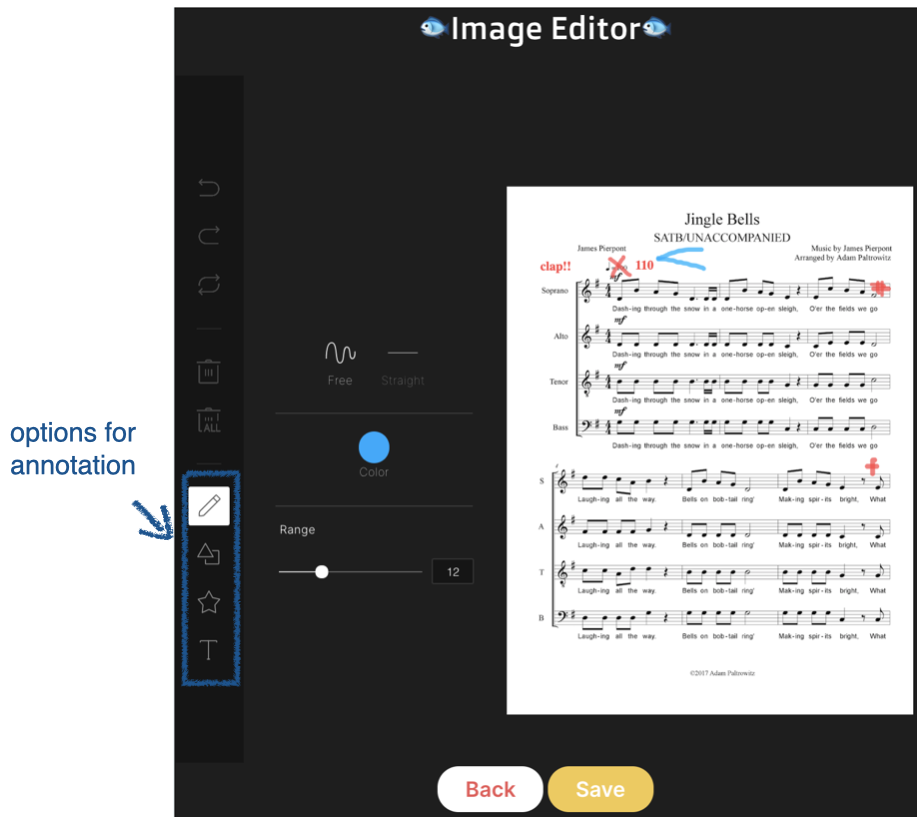 🐟Image Editor🐟
options for
annotation
ALL
T
Free Straight
Color
Range
12
Jingle Bells
SATB/UNACCOMPANIED
James Pierpont
Music by James Pierpont
Arranged by Adam Paltrowitz
clap!! 110
mf
Soprano
Dash-ing through the snow in a one-horse op-en sleigh, O'er the fields we go
mf
Alto
Dash-ing through the snow in a one-horse op-en sleigh, O'er the fields we go
mf
Tenor
Dash-ing through the snow in a one-horse op-en sleigh, O'er the fields we go
mf
Bass
Dash-ing through the snow in a one-horse op-en sleigh, O'er the fields we go
f
S
Laugh-ing all the way. Bells on bob-tail ring' Mak-ing spir-its bright, What
A
Laugh-ing all the way. Bells on bob-tail ring' Mak-ing spir-its bright, What
T
Laugh-ing all the way. Bells on bob-tail ring' Mak-ing spir-its bright, What
B
Laugh-ing all the way. Bells on bob-tail ring' Mak-ing spir-its bright, What
©2017 Adam Paltrowitz
Back Save